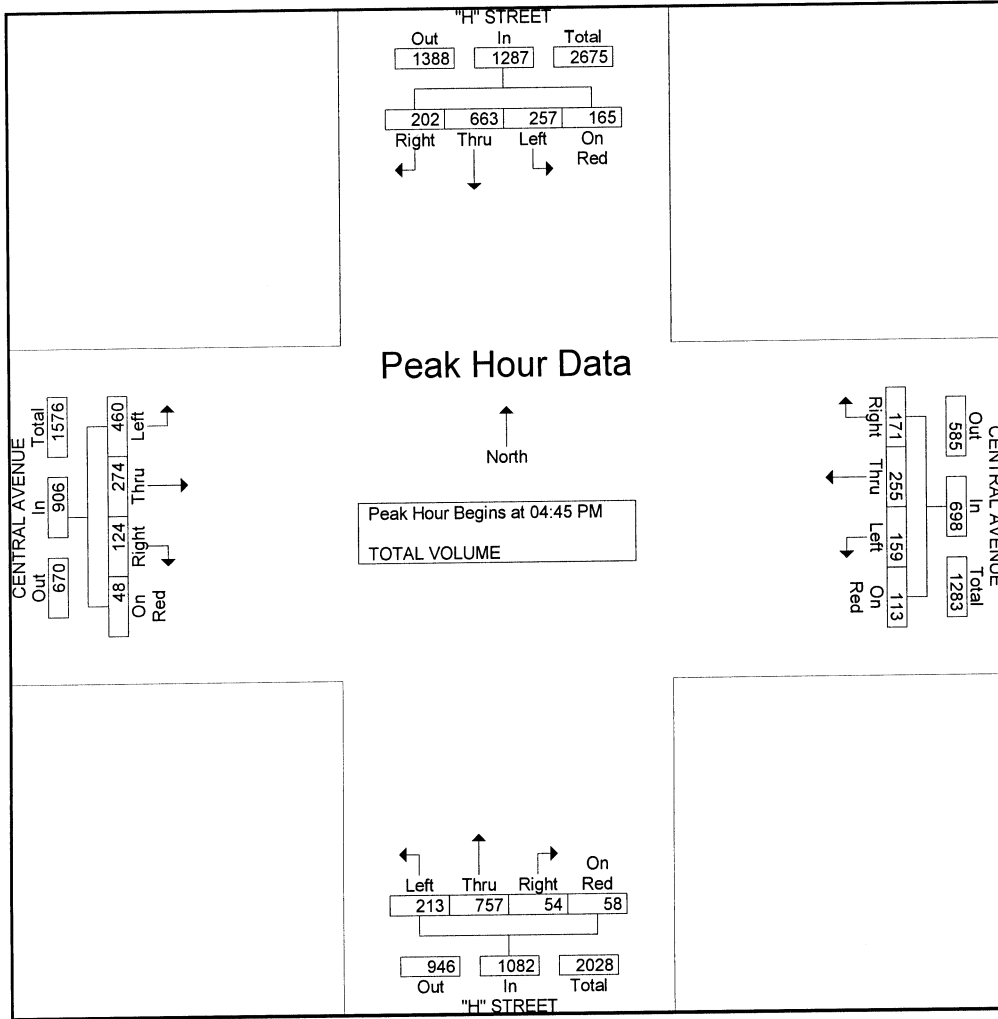 "H" STREET
Out In Total
1388 1287 2675
202 663 257 165
Right Thru Left On Red
Peak Hour Data
North
Peak Hour Begins at 04:45 PM
TOTAL VOLUME
CENTRAL AVENUE
Total In Out
1576 906 670
460 274 124 48
Left Thru Right On Red
Right Thru Left On Red
171 255 159 113
Out In Total
585 698 1283
CENTRAL AVENUE
Left Thru Right On Red
213 757 54 58
946 1082 2028
Out In Total
"H" STREET